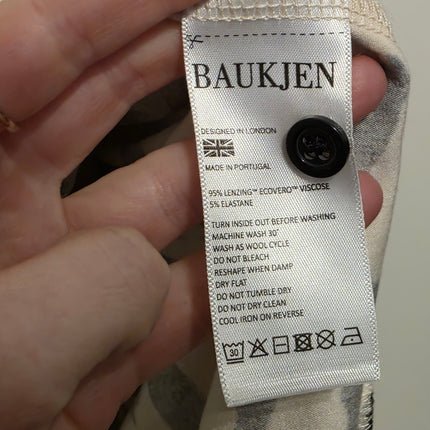 BAUKJEN
DESIGNED IN LONDON
MADE IN PORTUGAL
95% LENZING™ ECOVERO™ VISCOSE
5% ELASTANE
TURN INSIDE OUT BEFORE WASHING
MACHINE WASH 30°
WASH AS WOOL CYCLE
DO NOT BLEACH
RESHAPE WHEN DAMP
DRY FLAT
DO NOT TUMBLE DRY
DO NOT DRY CLEAN
COOL IRON ON REVERSE
30